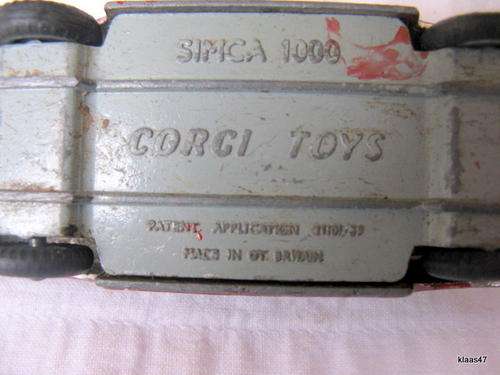 SIMCA 1000
CORGI TOYS
PATENT APPLICATION
MADE IN GT. BRITAIN
klaas47